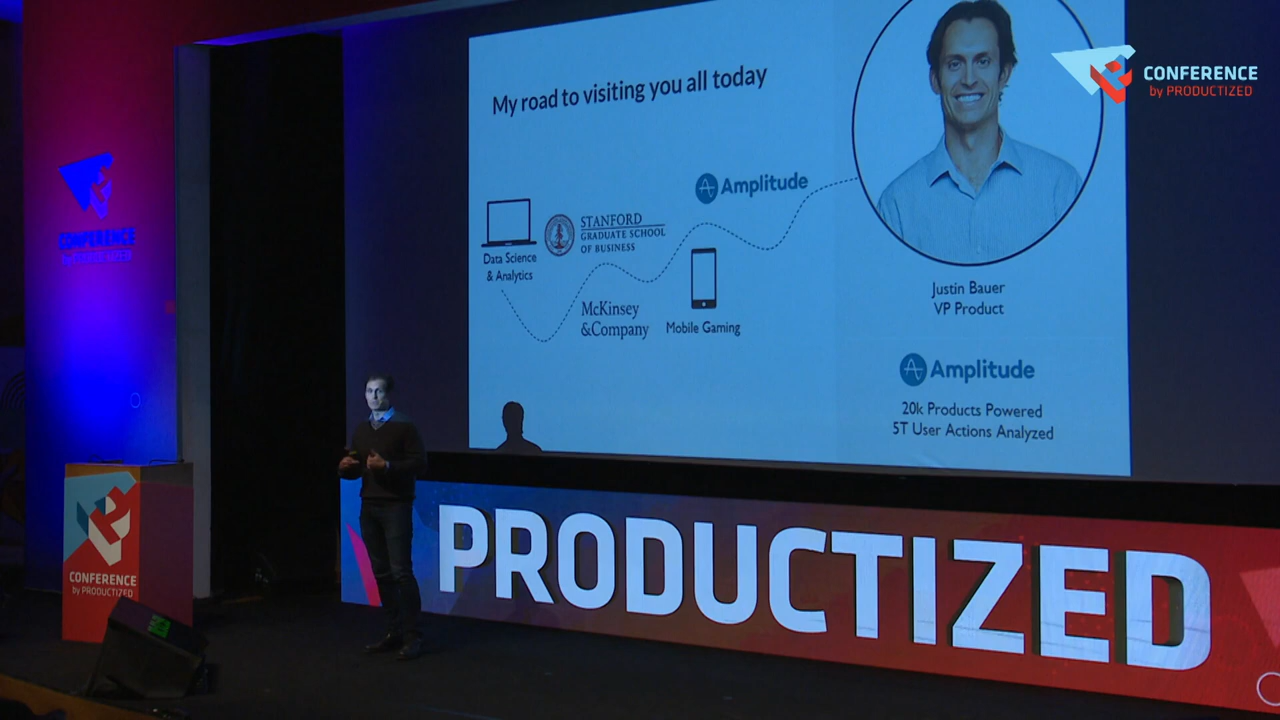 My road to visiting you all today
Amplitude
STANFORD
GRADUATE SCHOOL
OF BUSINESS
Data Science
& Analytics
McKinsey
&Company
Mobile Gaming
Justin Bauer
VP Product
Amplitude
20k Products Powered
5T User Actions Analyzed
CONFERENCE
by PRODUCTIZED
CONFERENCE
by PRODUCTIZED
CONFERENCE
by PRODUCTIZED
PRODUCTIZED